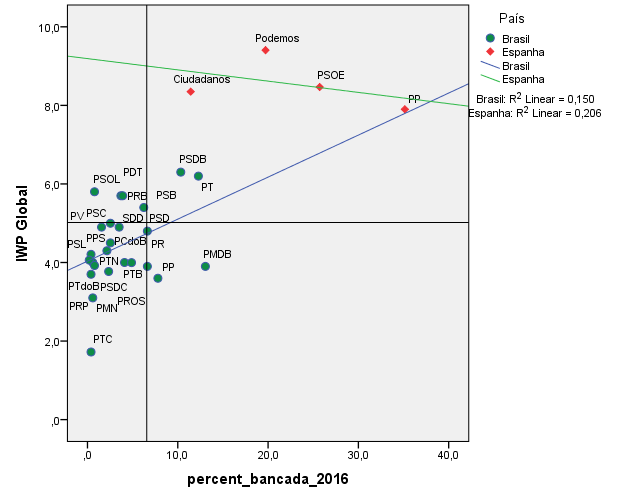 País
Brasil
Espanha
Brasil
Espanha
Brasil: R² Linear = 0,150
Espanha: R² Linear = 0,206
IWP Global
10,0
8,0
6,0
4,0
2,0
,0
Podemos
Ciudadanos
PSOE
PP
PSDB
PDT
PSOL
PT
PRB
PSB
PV
PSC
SDD
PSD
PPS
PCdoB
PR
PSL
PMDB
PTN
PP
PTB
PTdoB
PSDC
PROS
PRP
PMN
PTC
,0
10,0
20,0
30,0
40,0
percent_bancada_2016